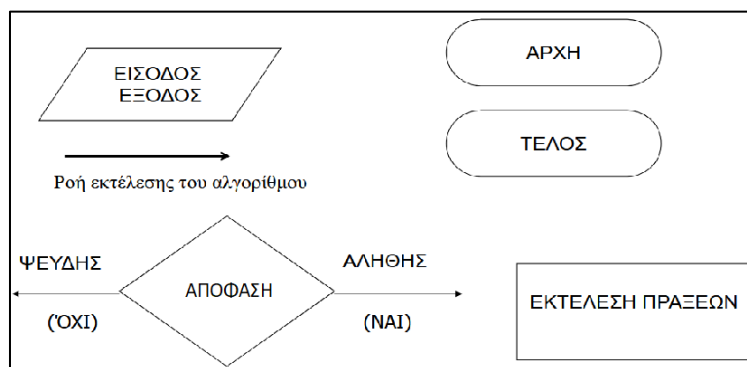 ΕΙΣΟΔΟΣ
ΕΞΟΔΟΣ
ΑΡΧΗ
ΤΕΛΟΣ
Ροή εκτέλεσης του αλγορίθμου
ΨΕΥΔΗΣ
(ΌΧΙ)
ΑΠΟΦΑΣΗ
ΑΛΗΘΗΣ
(ΝΑΙ)
ΕΚΤΕΛΕΣΗ ΠΡΑΞΕΩΝ